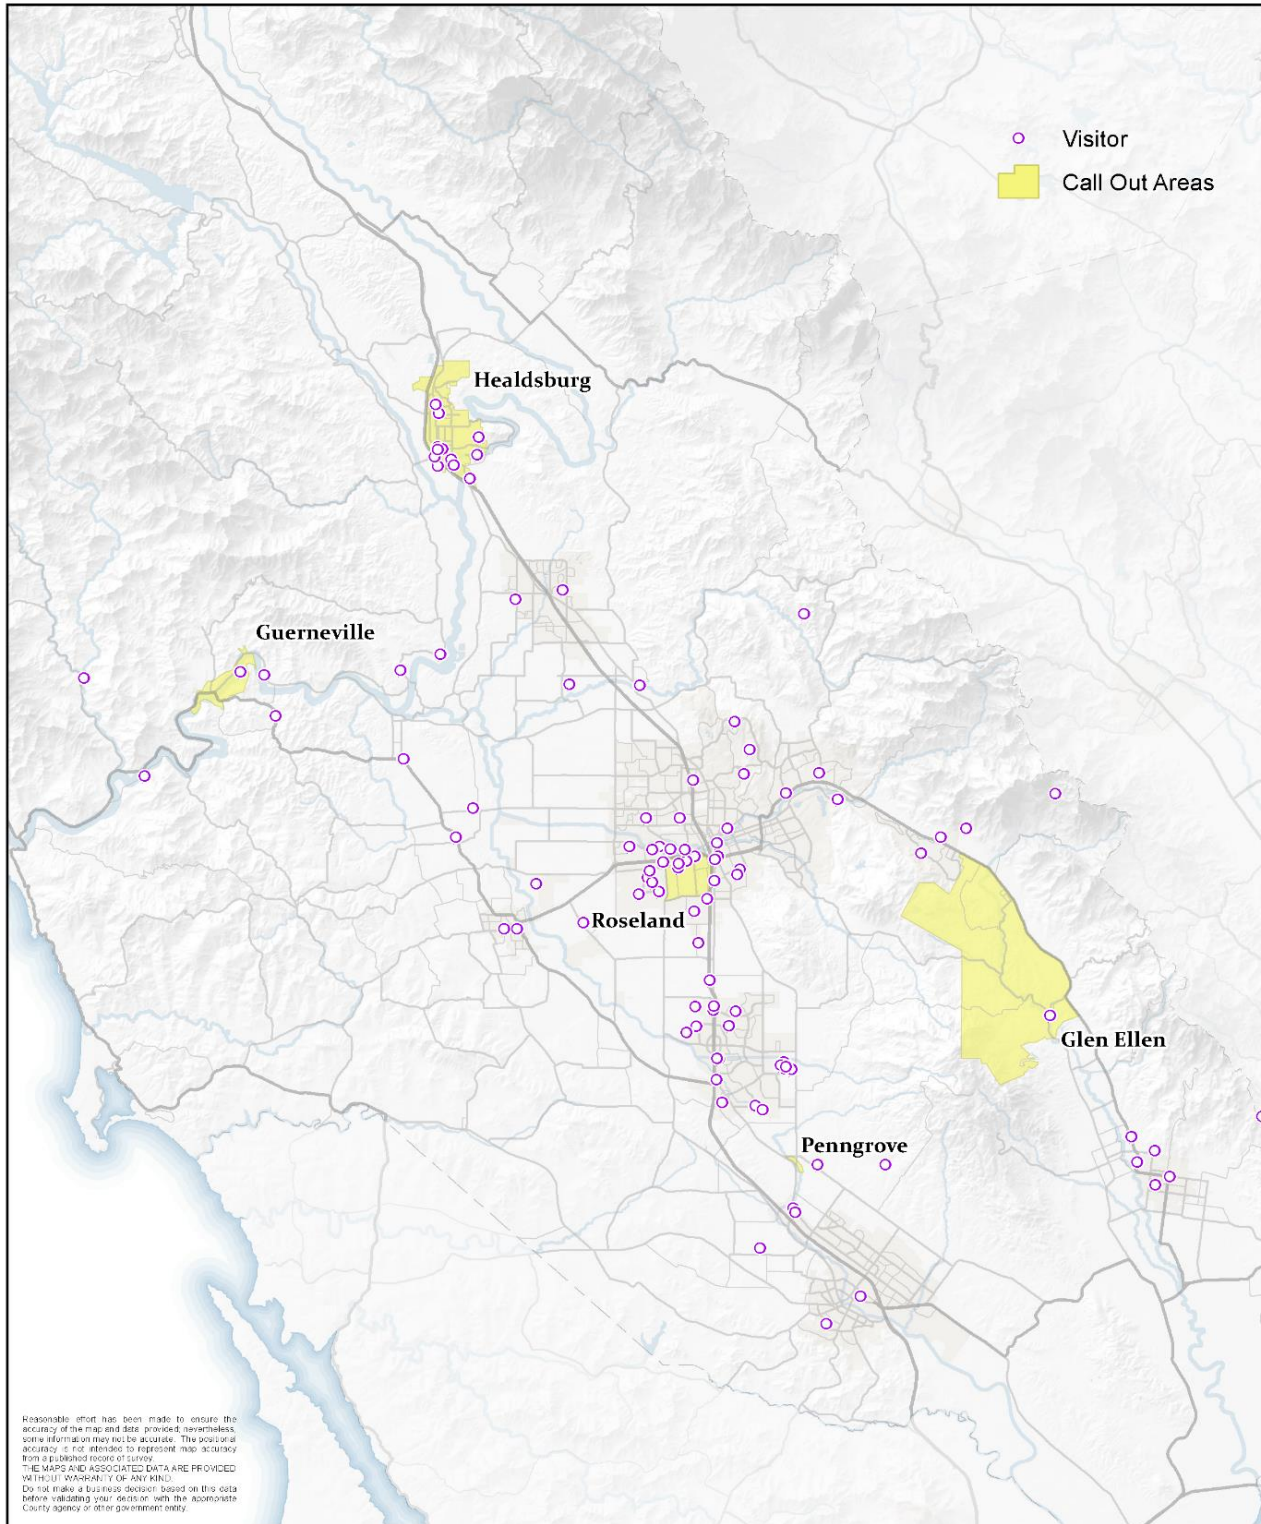 Visitor
Call Out Areas
Healdsburg
Guerneville
Roseland
Glen Ellen
Penngrove
Reasonable effort has been made to ensure the
accuracy of the map and data provided; nevertheless,
some information may not be accurate. The positional
accuracy is not intended to represent map accuracy
from a published record of survey.
THE MAPS AND ASSOCIATED DATA ARE PROVIDED
WITHOUT WARRANTY OF ANY KIND.
Do not make a business decision based on this data
before validating your decision with the appropriate
County agency or other government entity.